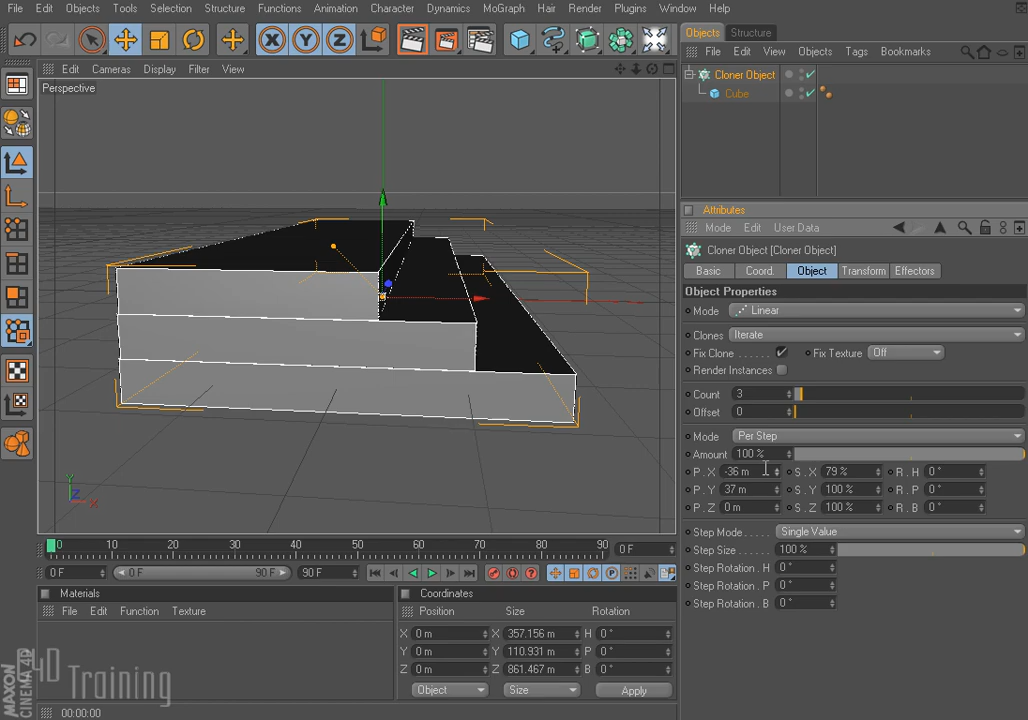 File Edit Objects Tools Selection Structure Functions Animation Character Dynamics MoGraph Hair Render Plugins Window Help
Objects Structure
File Edit View Objects Tags Bookmarks
Edit Cameras Display Filter View
Cloner Object
Perspective
Cube
Attributes
Mode Edit User Data
Cloner Object [Cloner Object]
Basic Coord. Object Transform Effectors
Object Properties
Mode Linear
Clones Iterate
Fix Clone ..... Fix Texture Off
Render Instances
Count 3
Offset 0
Mode Per Step
Amount 100 %
P . X -36 m S . X 79 % R . H 0 °
P . Y 37 m S . Y 100 % R . P 0 °
P . Z 0 m S . Z 100 % R . B 0 °
Step Mode ..... Single Value
Step Size ..... 100 %
Step Rotation . H 0 °
Step Rotation . P 0 °
Step Rotation . B 0 °
Y
Z
X
0 10 20 30 40 50 60 70 80 90 0 F
0 F 0 F 90 F 90 F
Materials
File Edit Function Texture
Coordinates
Position Size Rotation
X 0 m X 357.156 m H 0 °
Y 0 m Y 110.931 m P 0 °
Z 0 m Z 861.467 m B 0 °
Object Size Apply
MAXON
CINEMA 4D
C4D Training
00:00:00